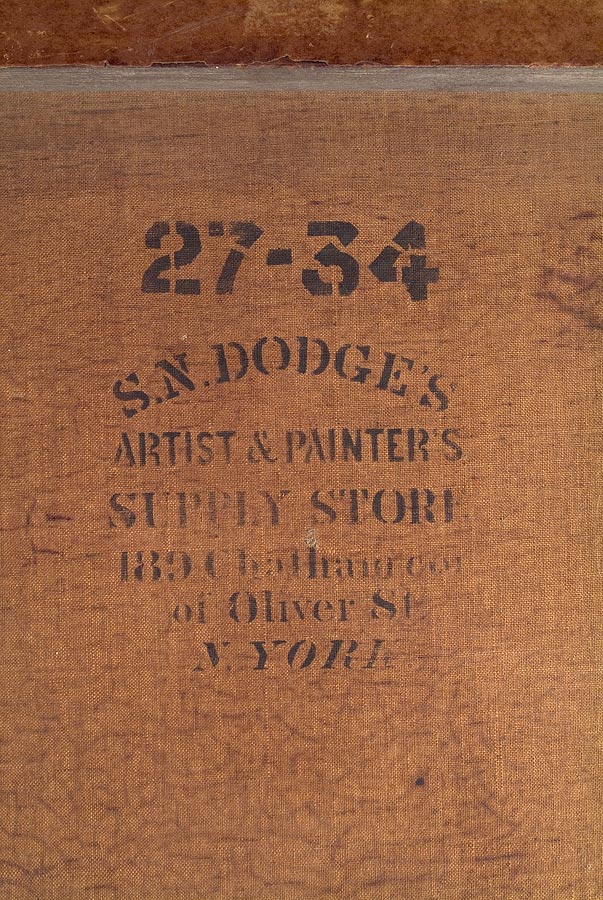 27-34
S.N. DODGE'S
ARTIST & PAINTER'S
SUPPLY STORE
189 Chatham cor
of Oliver St.
N. YORK